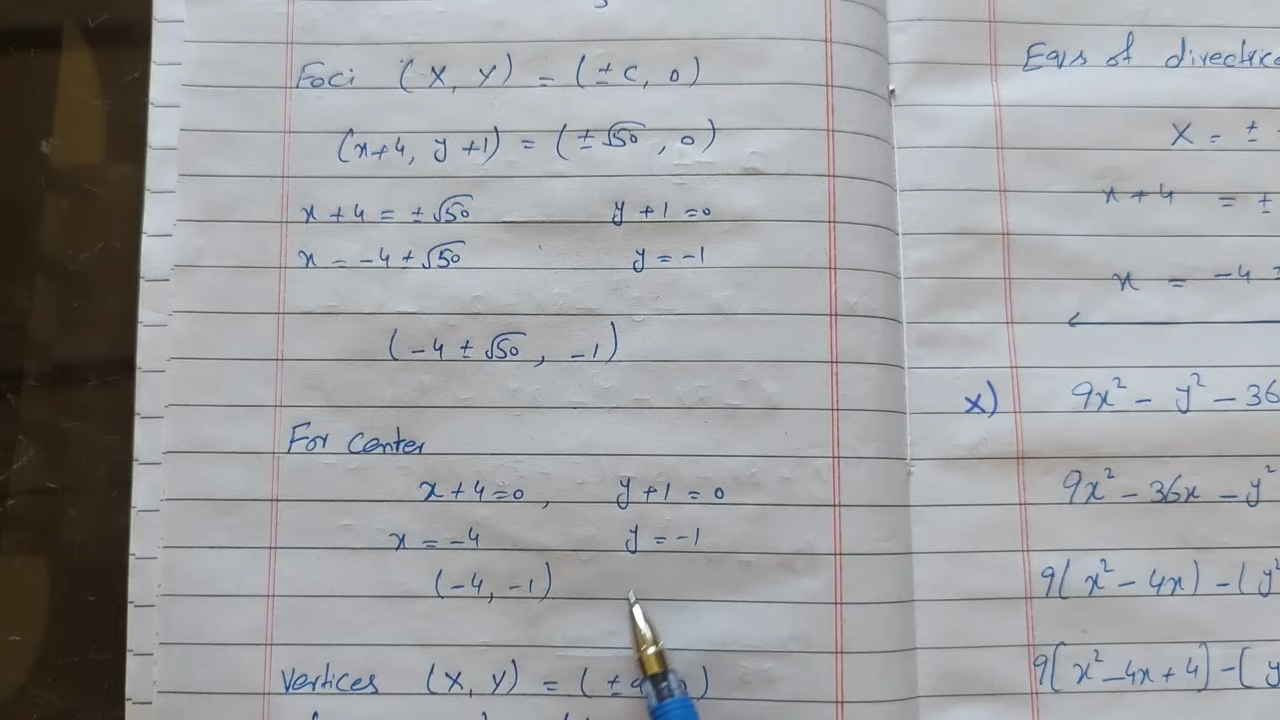 Foci (X, Y) = (± c, 0)
(x+4, y+1) = (±√50, 0)
x + 4 = ±√50 y + 1 = 0
x = -4 ± √50 y = -1
(-4 ± √50, -1)
For center
x + 4 = 0, y + 1 = 0
x = -4 y = -1
(-4, -1)
Vertices (X, Y) = (±
Eqs of directric
X = ±
x + 4 = ±
x = -4 ±
x) 9x² - y² - 36
9x² - 36x - y²
9(x² - 4x) - (y²
9[x² - 4x + 4] - [y